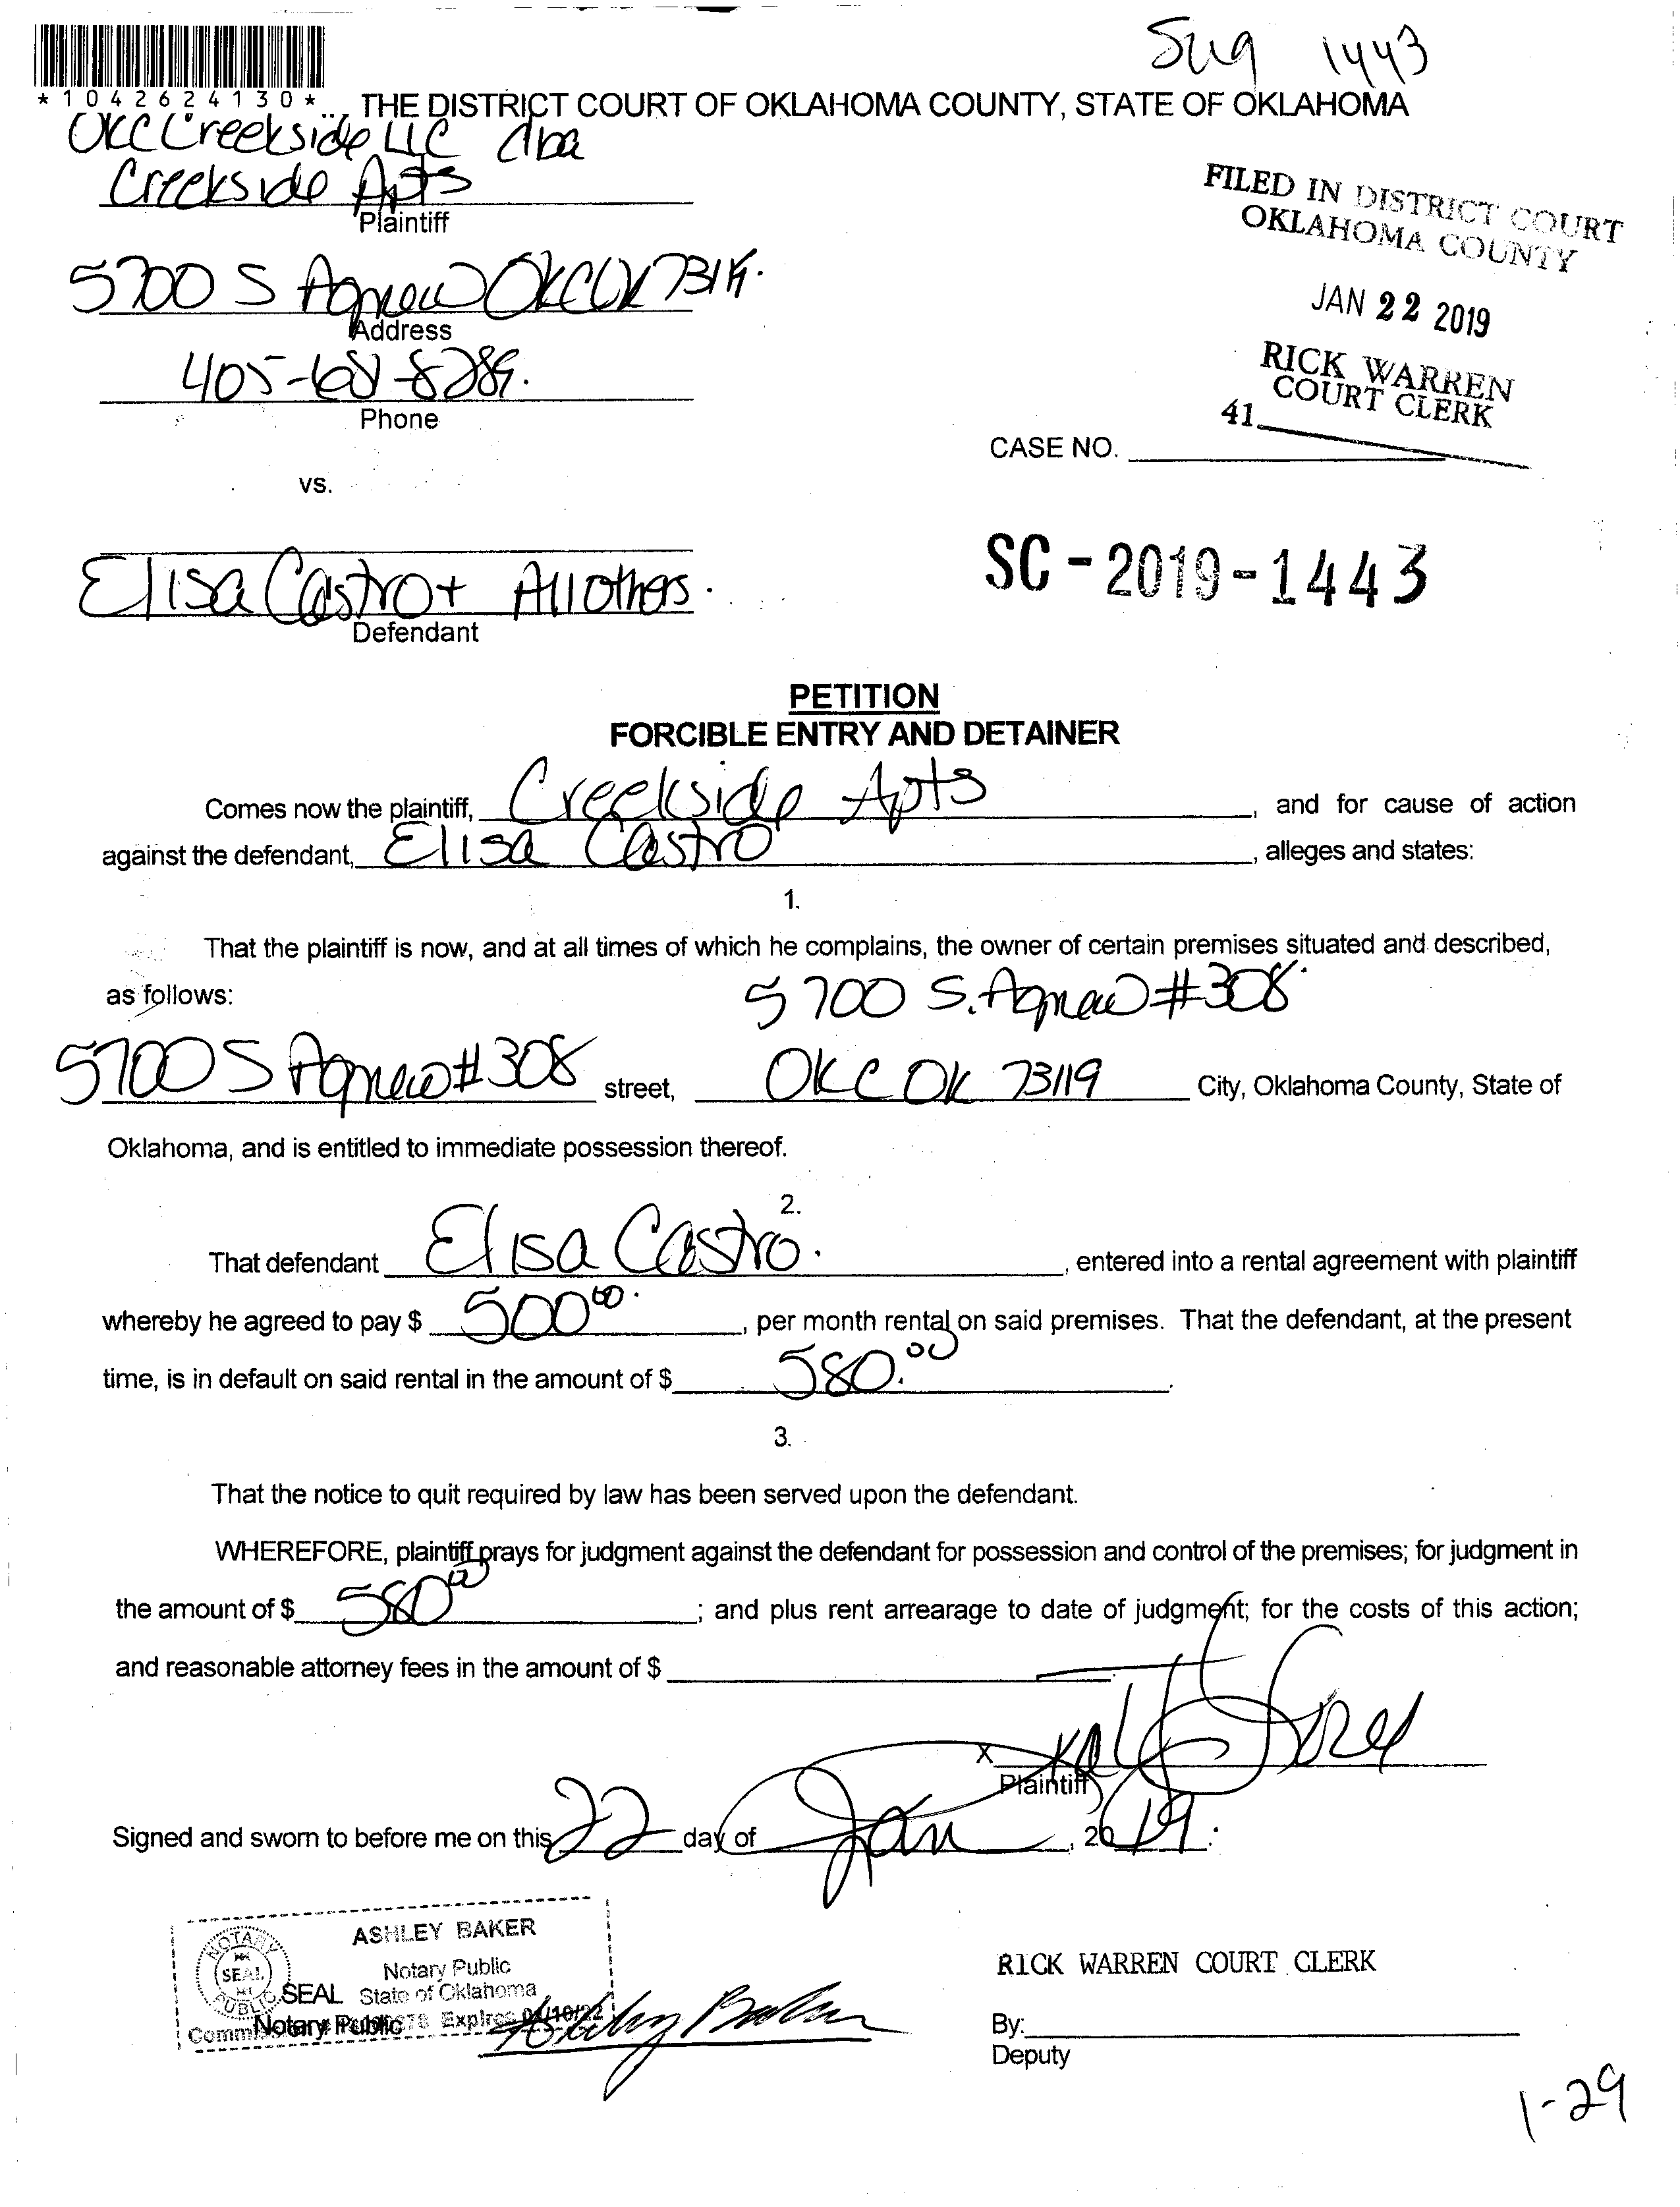 1443
*1042624130*
THE DISTRICT COURT OF OKLAHOMA COUNTY, STATE OF OKLAHOMA
OKC Creekside LLC dba
Creekside Apts
Plaintiff
FILED IN DISTRICT COURT
OKLAHOMA COUNTY
JAN 22 2019
RICK WARREN
COURT CLERK
41
5700 S Agnew OKC OK
Address
Phone
CASE NO.
vs.
SC-2019-1443
Elisa Castro + All others.
Defendant
PETITION
FORCIBLE ENTRY AND DETAINER
Comes now the plaintiff, Creekside Apts, and for cause of action
against the defendant, Elisa Castro, alleges and states:
1.
That the plaintiff is now, and at all times of which he complains, the owner of certain premises situated and described,
as follows: 5700 S. Agnew #308
5700 S Agnew #308 street, OKC OK 73119 City, Oklahoma County, State of
Oklahoma, and is entitled to immediate possession thereof.
2.
That defendant Elisa Castro., entered into a rental agreement with plaintiff
whereby he agreed to pay $ 500.00, per month rental on said premises. That the defendant, at the present
time, is in default on said rental in the amount of $ 580.00.
3.
That the notice to quit required by law has been served upon the defendant.
WHEREFORE, plaintiff prays for judgment against the defendant for possession and control of the premises; for judgment in
the amount of $ 580.00; and plus rent arrearage to date of judgment; for the costs of this action;
and reasonable attorney fees in the amount of $
X
Plaintiff
Signed and sworn to before me on this 22 day of Jan, 2019.
ASHLEY BAKER
Notary Public
State of Oklahoma
NOTARY
SEAL
PUBLIC
SEAL
Notary Public
Expires 04/10/22
Ashley Baker
RICK WARREN COURT CLERK
By:
Deputy
1-29